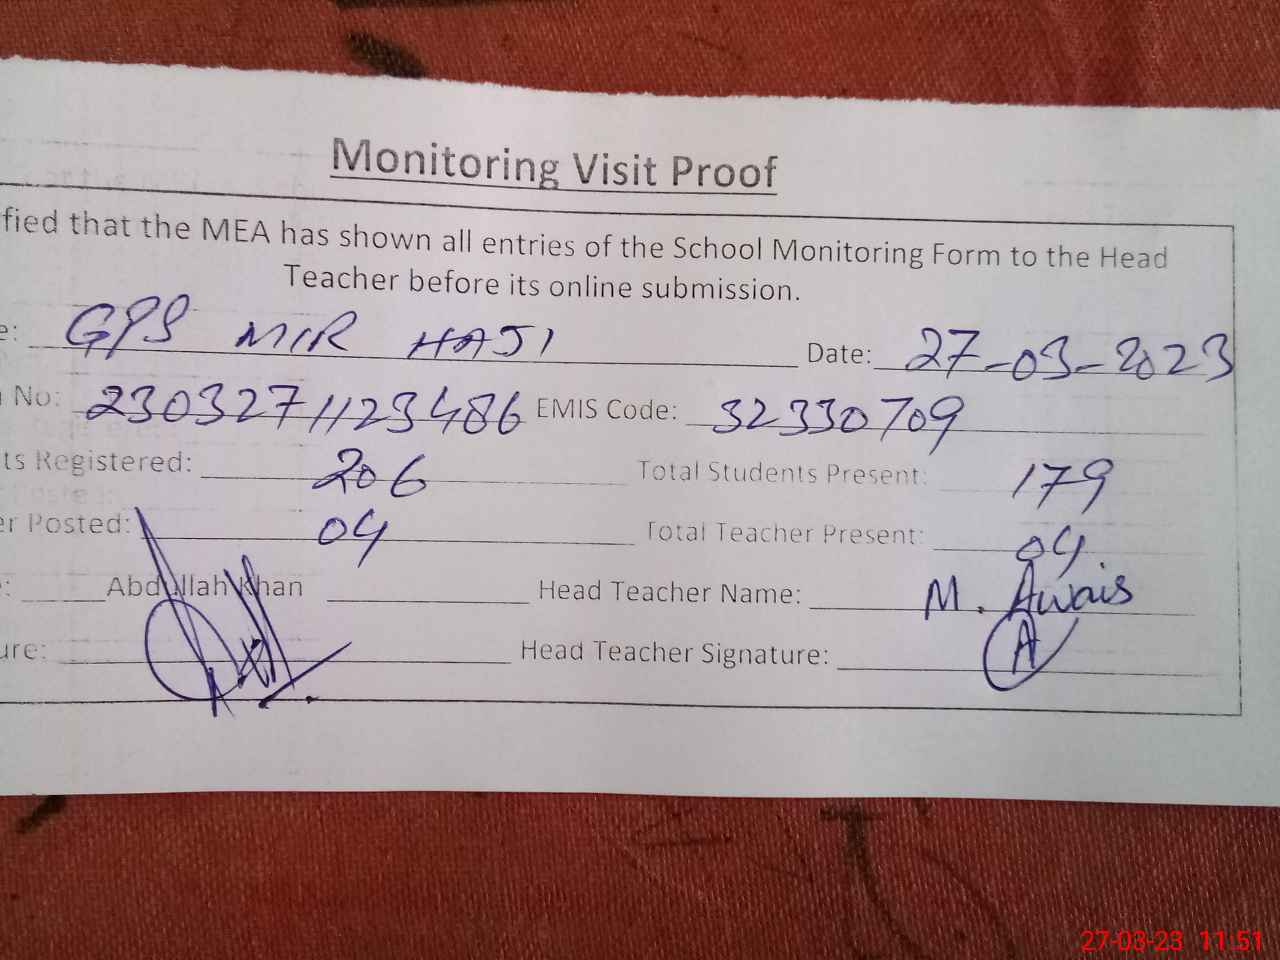 Monitoring Visit Proof
fied that the MEA has shown all entries of the School Monitoring Form to the Head
Teacher before its online submission.
e: GPS MIR HAJI Date: 27-03-2023
No: 2303271123486 EMIS Code: 32330709
ts Registered: 206 Total Students Present: 179
er Posted: 04 Total Teacher Present: 04
: Abdullah Khan Head Teacher Name: M. Awais
ure: Head Teacher Signature: A
27-03-23 11:51